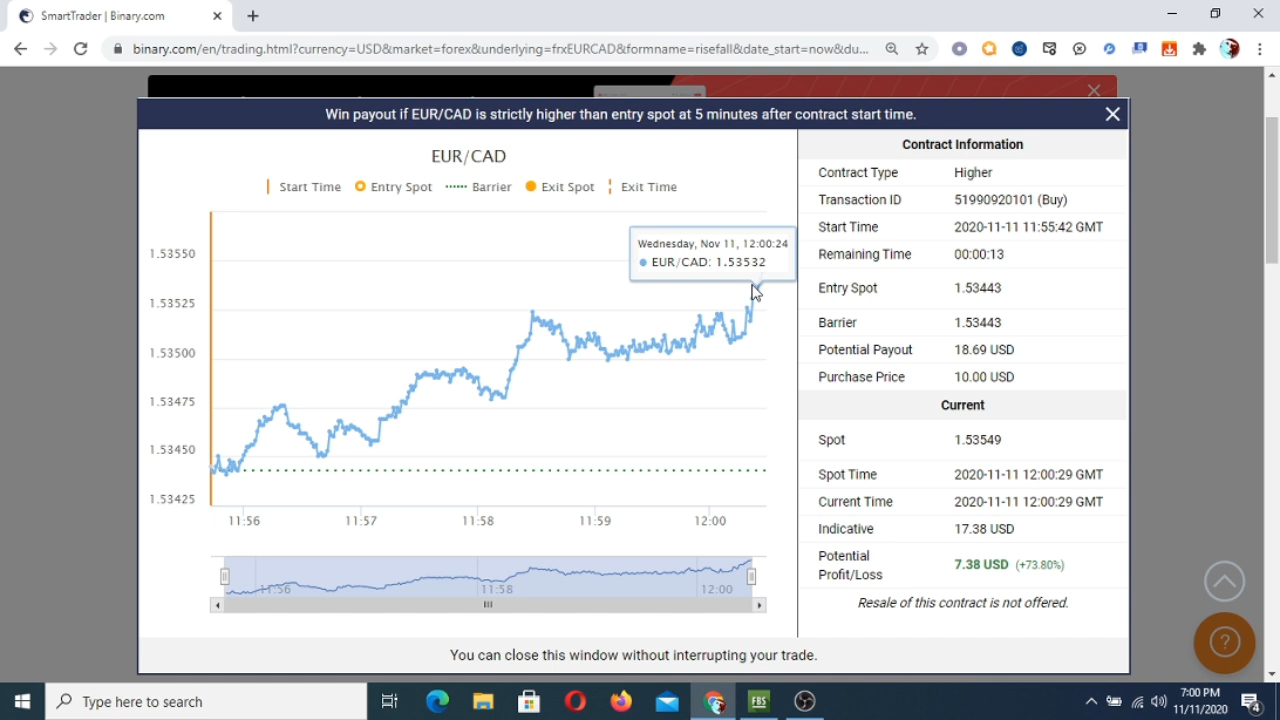 SmartTrader | Binary.com
binary.com/en/trading.html?currency=USD&market=forex&underlying=frxEURCAD&formname=risefall&date_start=now&du...
Win payout if EUR/CAD is strictly higher than entry spot at 5 minutes after contract start time.
EUR/CAD
Start Time Entry Spot Barrier Exit Spot Exit Time
1.53550
1.53525
1.53500
1.53475
1.53450
1.53425
Wednesday, Nov 11, 12:00:24
EUR/CAD: 1.53532
11:56 11:57 11:58 11:59 12:00
11:56 11:58 12:00
Contract Information
Contract Type Higher
Transaction ID 51990920101 (Buy)
Start Time 2020-11-11 11:55:42 GMT
Remaining Time 00:00:13
Entry Spot 1.53443
Barrier 1.53443
Potential Payout 18.69 USD
Purchase Price 10.00 USD
Current
Spot 1.53549
Spot Time 2020-11-11 12:00:29 GMT
Current Time 2020-11-11 12:00:29 GMT
Indicative 17.38 USD
Potential
Profit/Loss 7.38 USD (+73.80%)
Resale of this contract is not offered.
You can close this window without interrupting your trade.
?
Type here to search
FBS
7:00 PM
11/11/2020
4